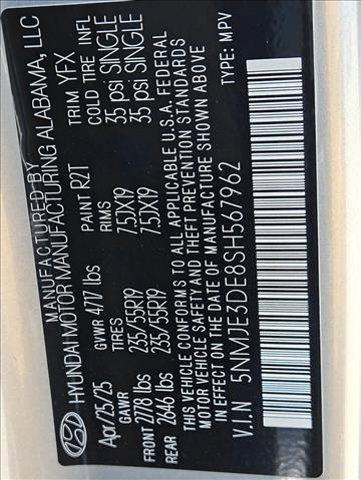 MANUFACTURED BY
HYUNDAI MOTOR MANUFACTURING ALABAMA, LLC
Apr/25/25 GVWR 4717 lbs PAINT R2T TRIM YFX
GAWR TIRES RIMS COLD TIRE INFL
FRONT 2778 lbs 235/55R19 7.5JX19 35 psi SINGLE
REAR 2646 lbs 235/55R19 7.5JX19 35 psi SINGLE
THIS VEHICLE CONFORMS TO ALL APPLICABLE U.S.A. FEDERAL
MOTOR VEHICLE SAFETY AND THEFT PREVENTION STANDARDS
IN EFFECT ON THE DATE OF MANUFACTURE SHOWN ABOVE
V.I.N 5NMJE3DE8SH567962 TYPE: MPV